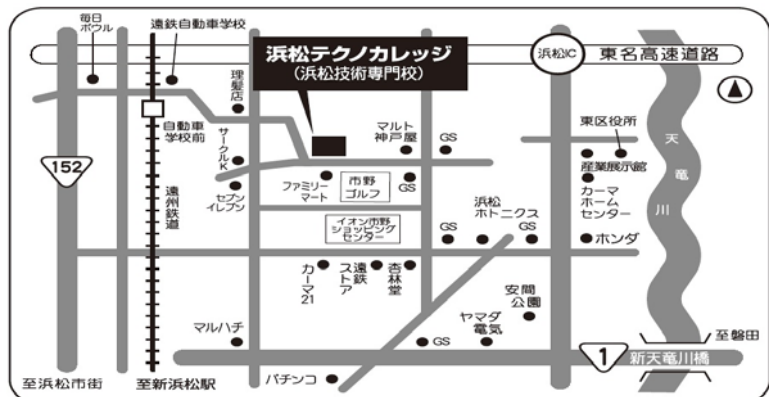 毎日
ボウル
遠鉄自動車学校
浜松テクノカレッジ
(浜松技術専門校)
浜松IC
東名高速道路
理髪店
自動車
学校前
サークルK
マルト
神戸屋
GS
東区役所
天竜川
152
セブン
イレブン
ファミリー
マート
市野
ゴルフ
GS
産業展示館
カーマ
ホーム
センター
遠州鉄道
浜松
ホトニクス
イオン市野
ショッピング
センター
GS
GS
ホンダ
カーマ21
遠鉄
ストア
杏林堂
安間
公園
マルハチ
GS
ヤマダ
電気
至磐田
1
新天竜川橋
至浜松市街
至新浜松駅
パチンコ